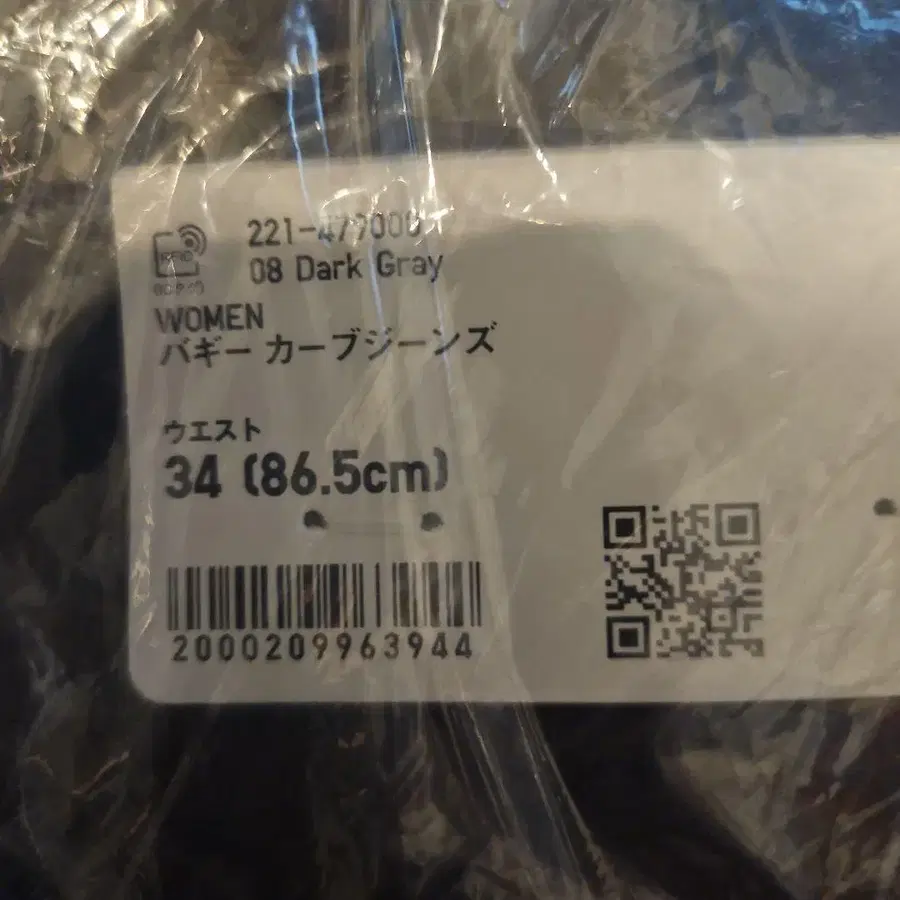 RFID
221-477000
08 Dark Gray
WOMEN
バギー カーブジーンズ
ウエスト
34 (86.5cm)
2000209963944